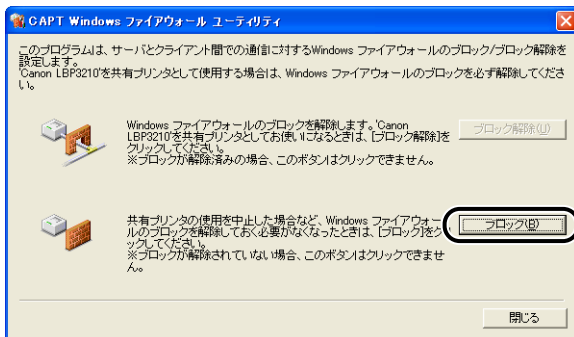 CAPT Windows ファイアウォール ユーティリティ
このプログラムは、サーバとクライアント間での通信に対するWindows ファイアウォールのブロック/ブロック解除を
設定します。
'Canon LBP3210'を共有プリンタとして使用する場合は、Windows ファイアウォールのブロックを必ず解除してくださ
い。
Windows ファイアウォールのブロックを解除します。'Canon
LBP3210'を共有プリンタとしてお使いになるときは、[ブロック解除]を
クリックしてください。
※ブロックが解除済みの場合、このボタンはクリックできません。
ブロック解除(U)
共有プリンタの使用を中止した場合など、Windows ファイアウォー
ルのブロックを解除しておく必要がなくなったときは、[ブロック]をク
ックしてください。
※ブロックが解除されていない場合、このボタンはクリックできませ
ん。
ブロック(B)
閉じる